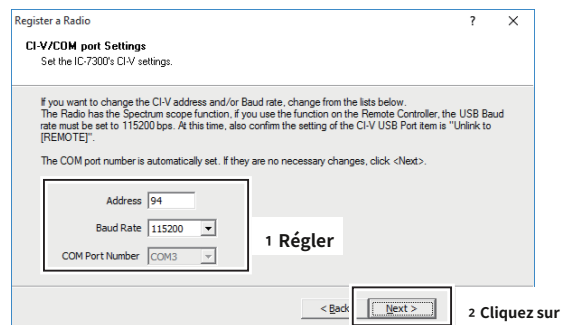 Register a Radio
CI-V/COM port Settings
Set the IC-7300's CI-V settings.
If you want to change the CI-V address and/or Baud rate, change from the lists below.
The Radio has the Spectrum scope function, if you use the function on the Remote Controller, the USB Baud
rate must be set to 115200 bps. At this time, also confirm the setting of the CI-V USB Port item is "Unlink to
[REMOTE]".
The COM port number is automatically set. If they are no necessary changes, click <Next>.
Address 94
Baud Rate 115200
COM Port Number COM3
1 Régler
< Back
Next >
2 Cliquez sur